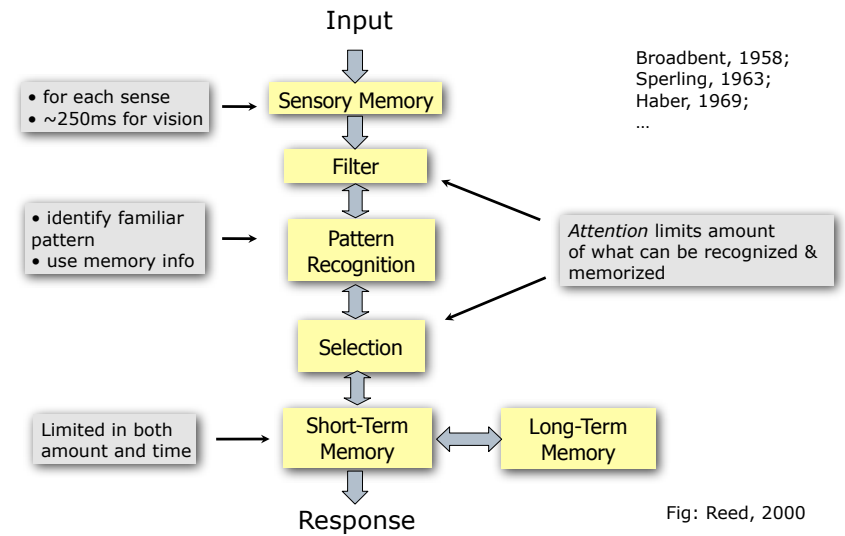 Input
Broadbent, 1958;
Sperling, 1963;
Haber, 1969;
...
• for each sense
• ~250ms for vision
Sensory Memory
Filter
• identify familiar
pattern
• use memory info
Pattern
Recognition
Attention limits amount
of what can be recognized &
memorized
Selection
Limited in both
amount and time
Short-Term
Memory
Long-Term
Memory
Response
Fig: Reed, 2000